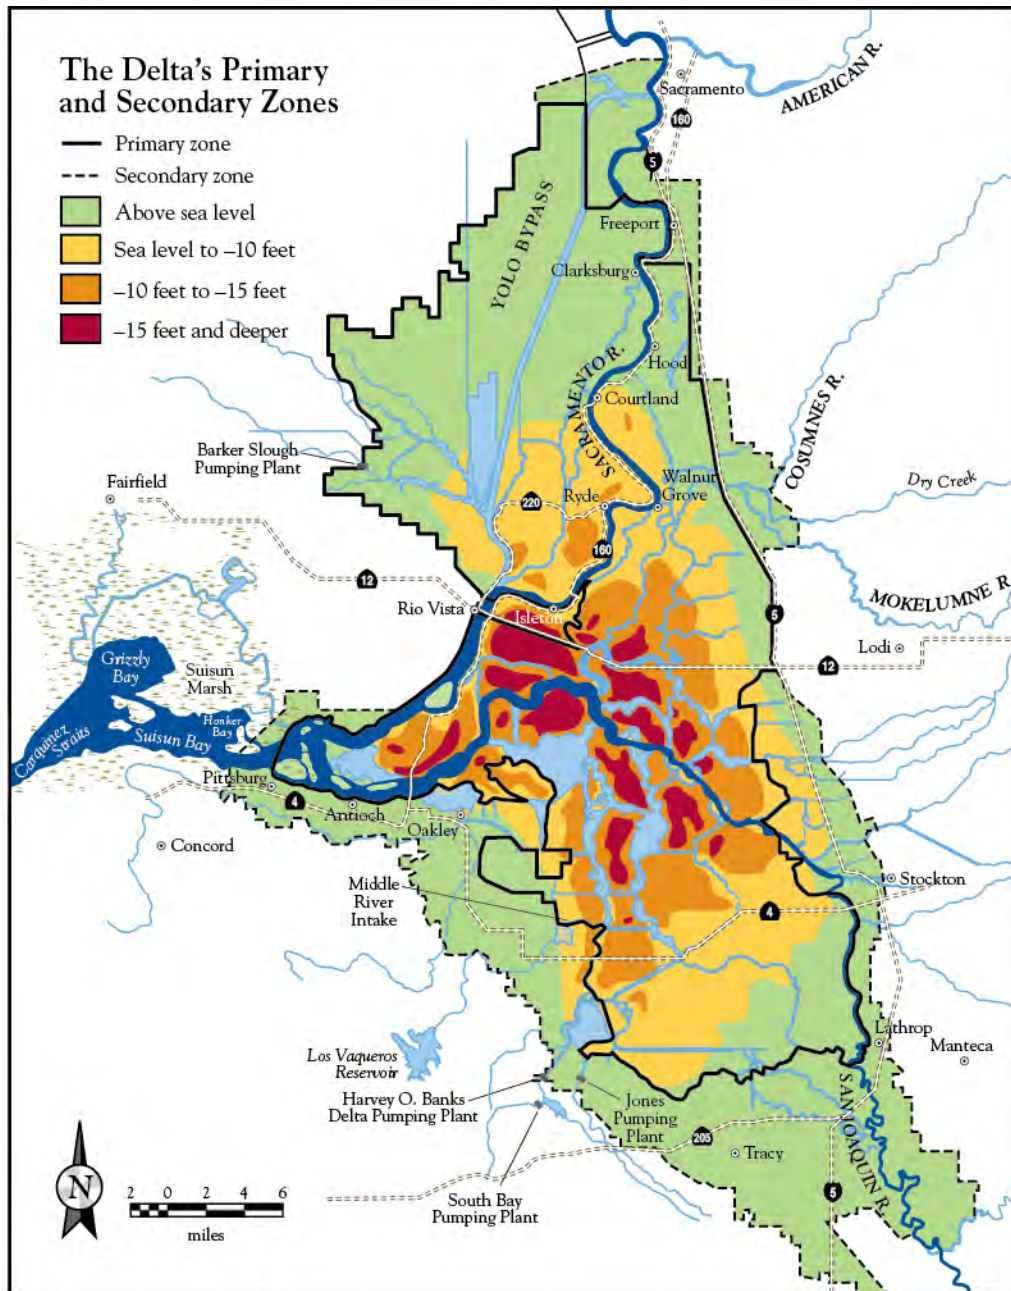 The Delta's Primary
and Secondary Zones
Primary zone
Secondary zone
Above sea level
Sea level to –10 feet
–10 feet to –15 feet
–15 feet and deeper
Sacramento
AMERICAN R.
160
5
Freeport
YOLO BYPASS
Clarksburg
Hood
SACRAMENTO R.
Courtland
COSUMNES R.
Barker Slough
Pumping Plant
Walnut
Grove
Dry Creek
Fairfield
Ryde
220
160
12
MOKELUMNE R.
Rio Vista
Isleton
5
Lodi
12
Grizzly
Bay
Suisun
Marsh
Honker
Bay
Suisun Bay
Carquinez
Straits
Pittsburg
4
Antioch
Oakley
Concord
Stockton
Middle
River
Intake
4
Los Vaqueros
Reservoir
Lathrop
Manteca
Harvey O. Banks
Delta Pumping Plant
Jones
Pumping
Plant
SAN JOAQUIN R.
205
Tracy
N
2 0 2 4 6
miles
South Bay
Pumping Plant
5